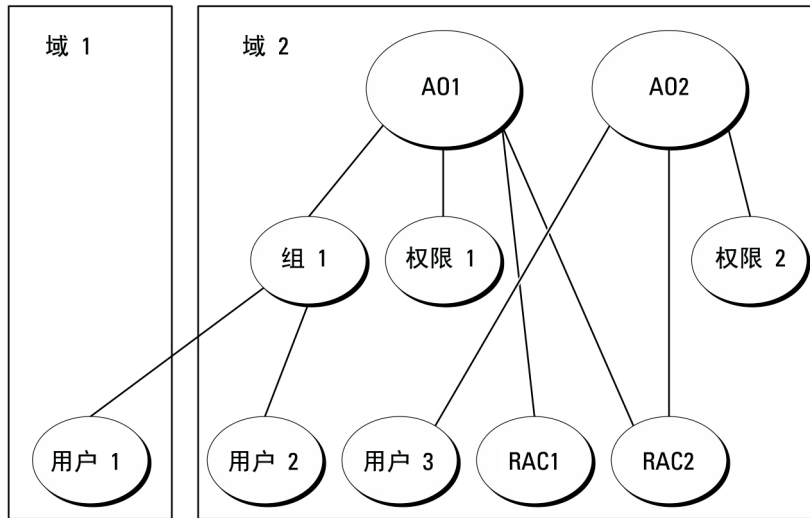 域 1
域 2
AO1
AO2
组 1
权限 1
权限 2
用户 1
用户 2
用户 3
RAC1
RAC2